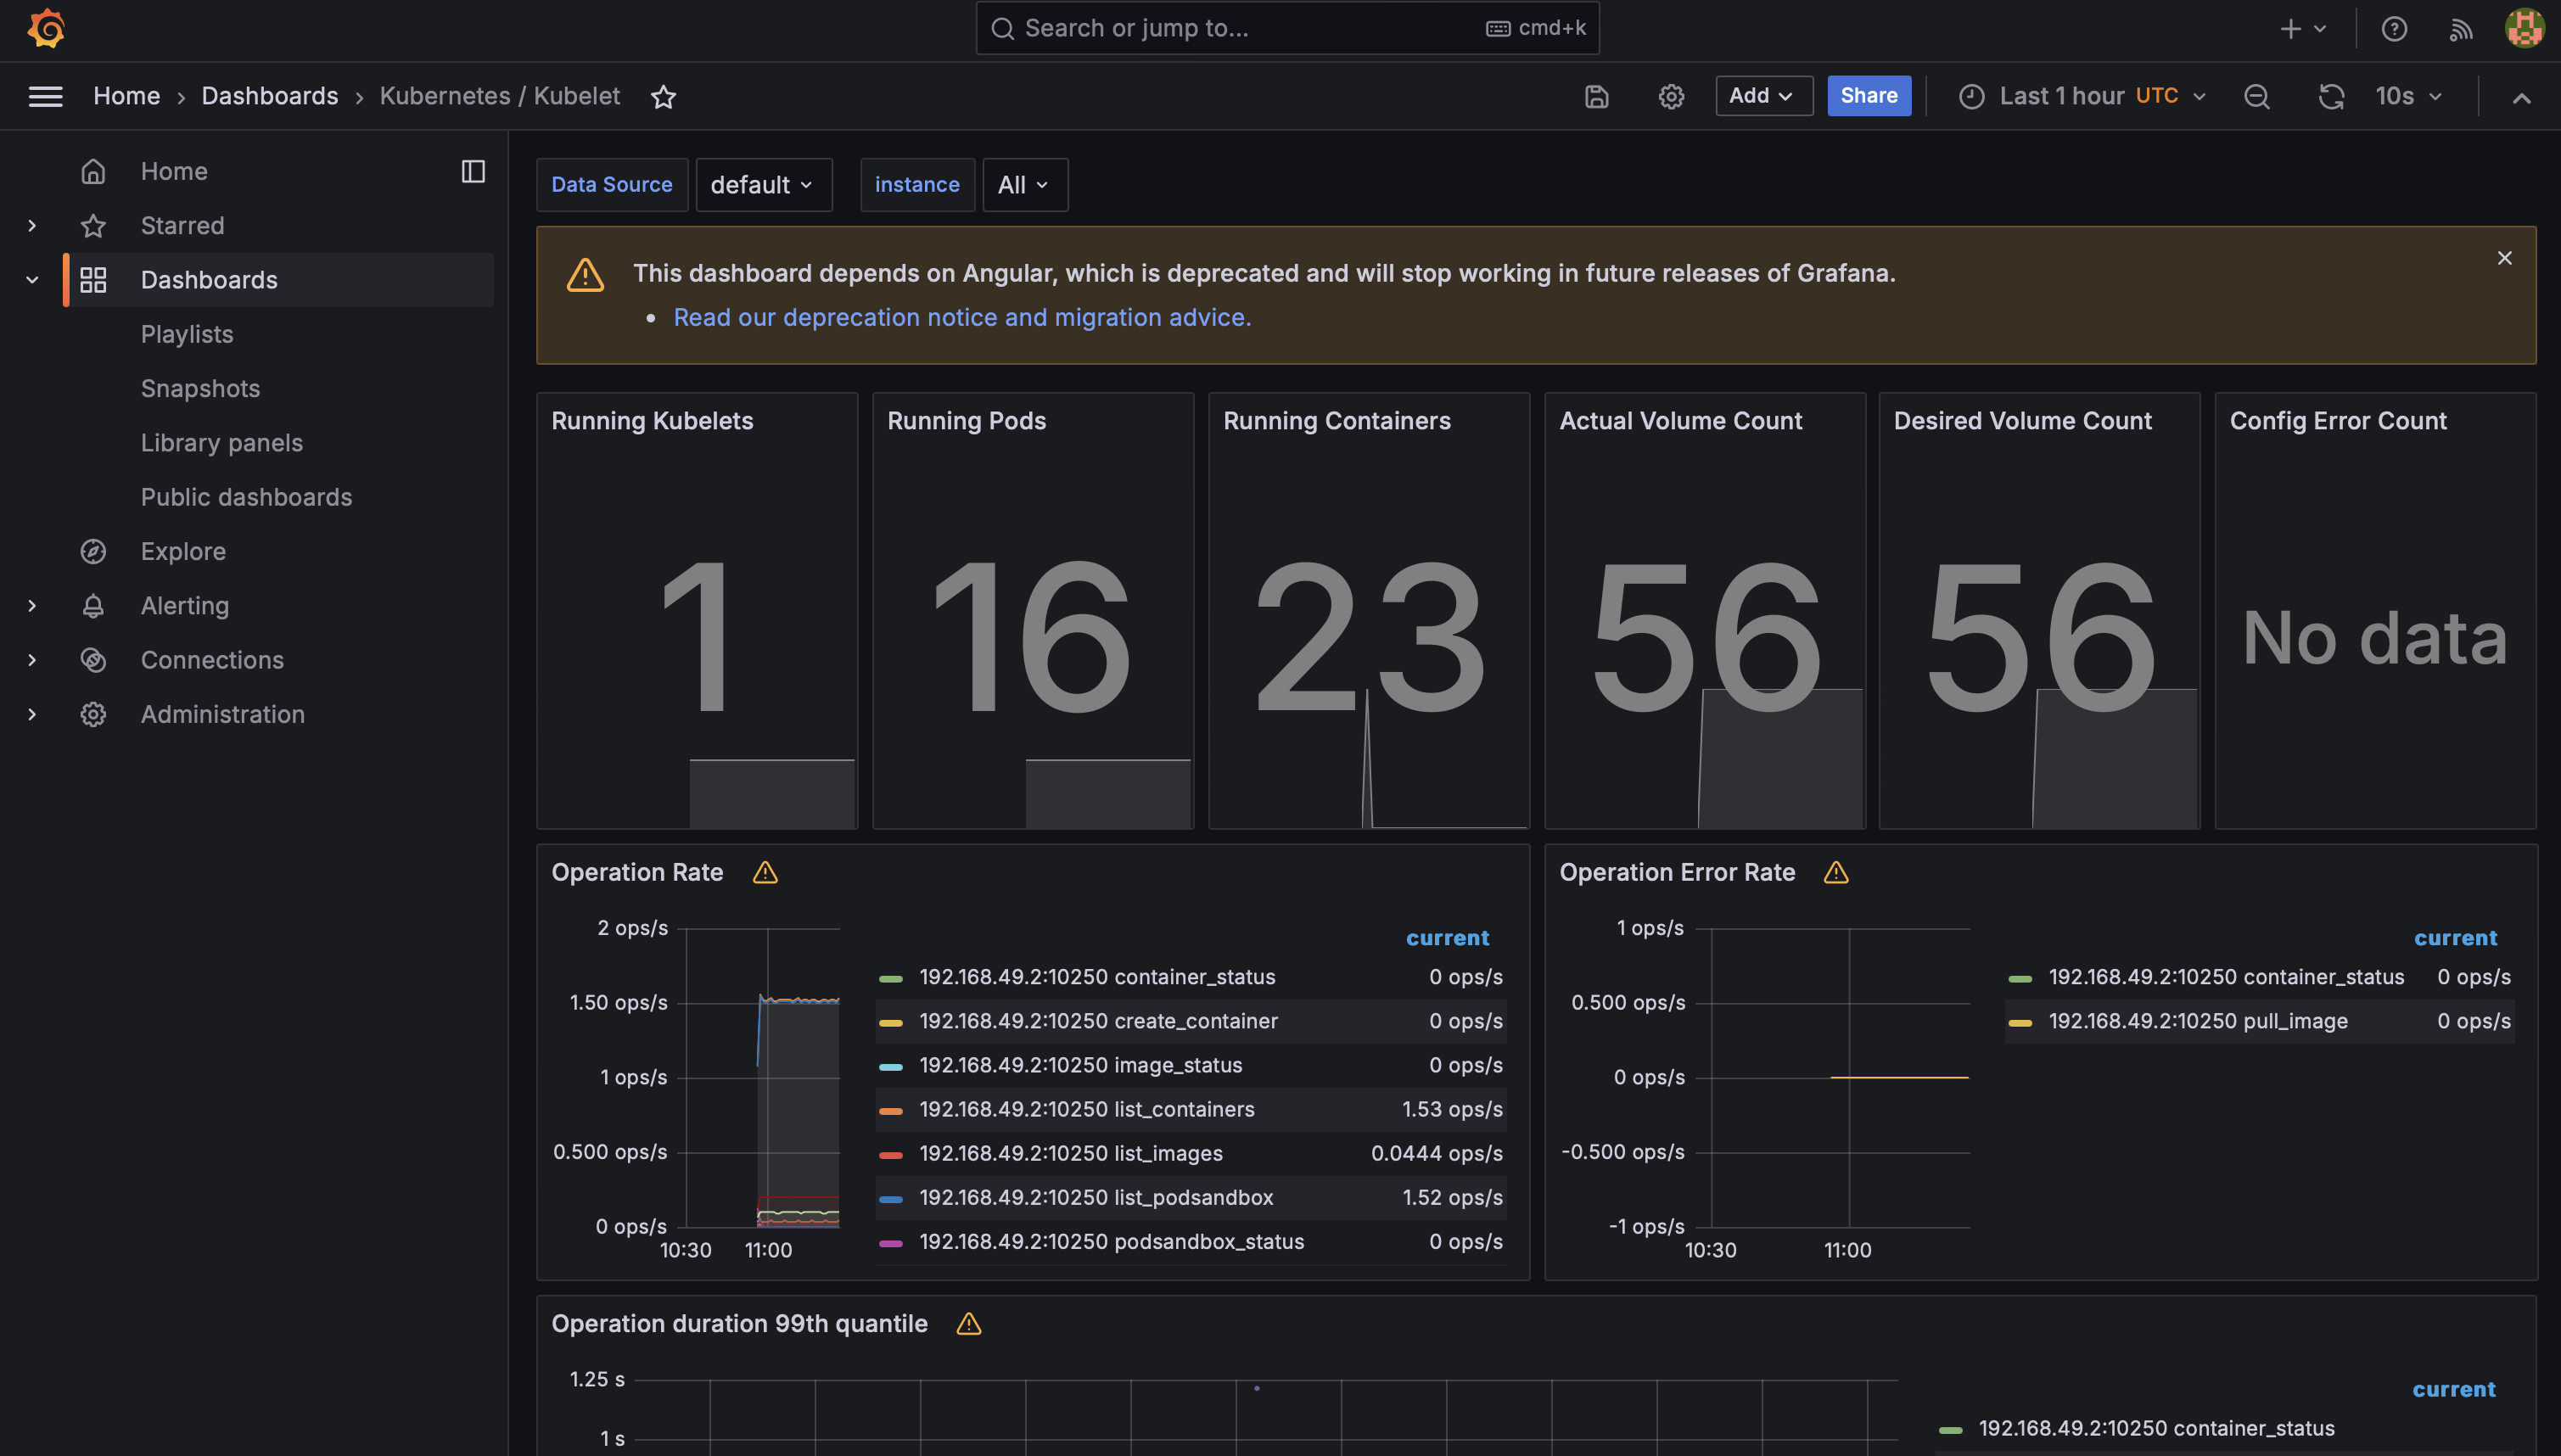 Search or jump to...
cmd+k
Home › Dashboards › Kubernetes / Kubelet
Add
Share
Last 1 hour UTC
10s
Home
Starred
Dashboards
Playlists
Snapshots
Library panels
Public dashboards
Explore
Alerting
Connections
Administration
Data Source
default
instance
All
This dashboard depends on Angular, which is deprecated and will stop working in future releases of Grafana.
• Read our deprecation notice and migration advice.
Running Kubelets
1
Running Pods
16
Running Containers
23
Actual Volume Count
56
Desired Volume Count
56
Config Error Count
No data
Operation Rate
2 ops/s
1.50 ops/s
1 ops/s
0.500 ops/s
0 ops/s
10:30
11:00
current
192.168.49.2:10250 container_status 0 ops/s
192.168.49.2:10250 create_container 0 ops/s
192.168.49.2:10250 image_status 0 ops/s
192.168.49.2:10250 list_containers 1.53 ops/s
192.168.49.2:10250 list_images 0.0444 ops/s
192.168.49.2:10250 list_podsandbox 1.52 ops/s
192.168.49.2:10250 podsandbox_status 0 ops/s
Operation Error Rate
1 ops/s
0.500 ops/s
0 ops/s
-0.500 ops/s
-1 ops/s
10:30
11:00
current
192.168.49.2:10250 container_status 0 ops/s
192.168.49.2:10250 pull_image 0 ops/s
Operation duration 99th quantile
1.25 s
1 s
current
192.168.49.2:10250 container_status